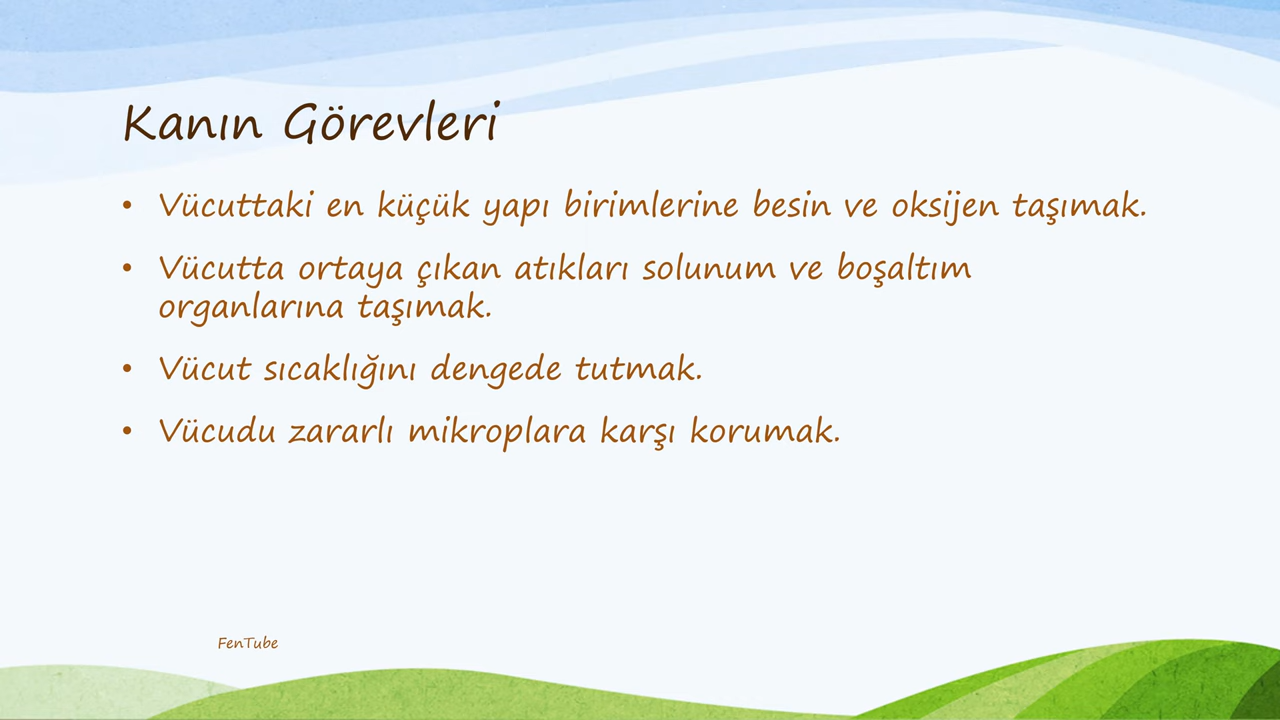 Kanın Görevleri
• Vücuttaki en küçük yapı birimlerine besin ve oksijen taşımak.
• Vücutta ortaya çıkan atıkları solunum ve boşaltım
organlarına taşımak.
• Vücut sıcaklığını dengede tutmak.
• Vücudu zararlı mikroplara karşı korumak.
FenTube